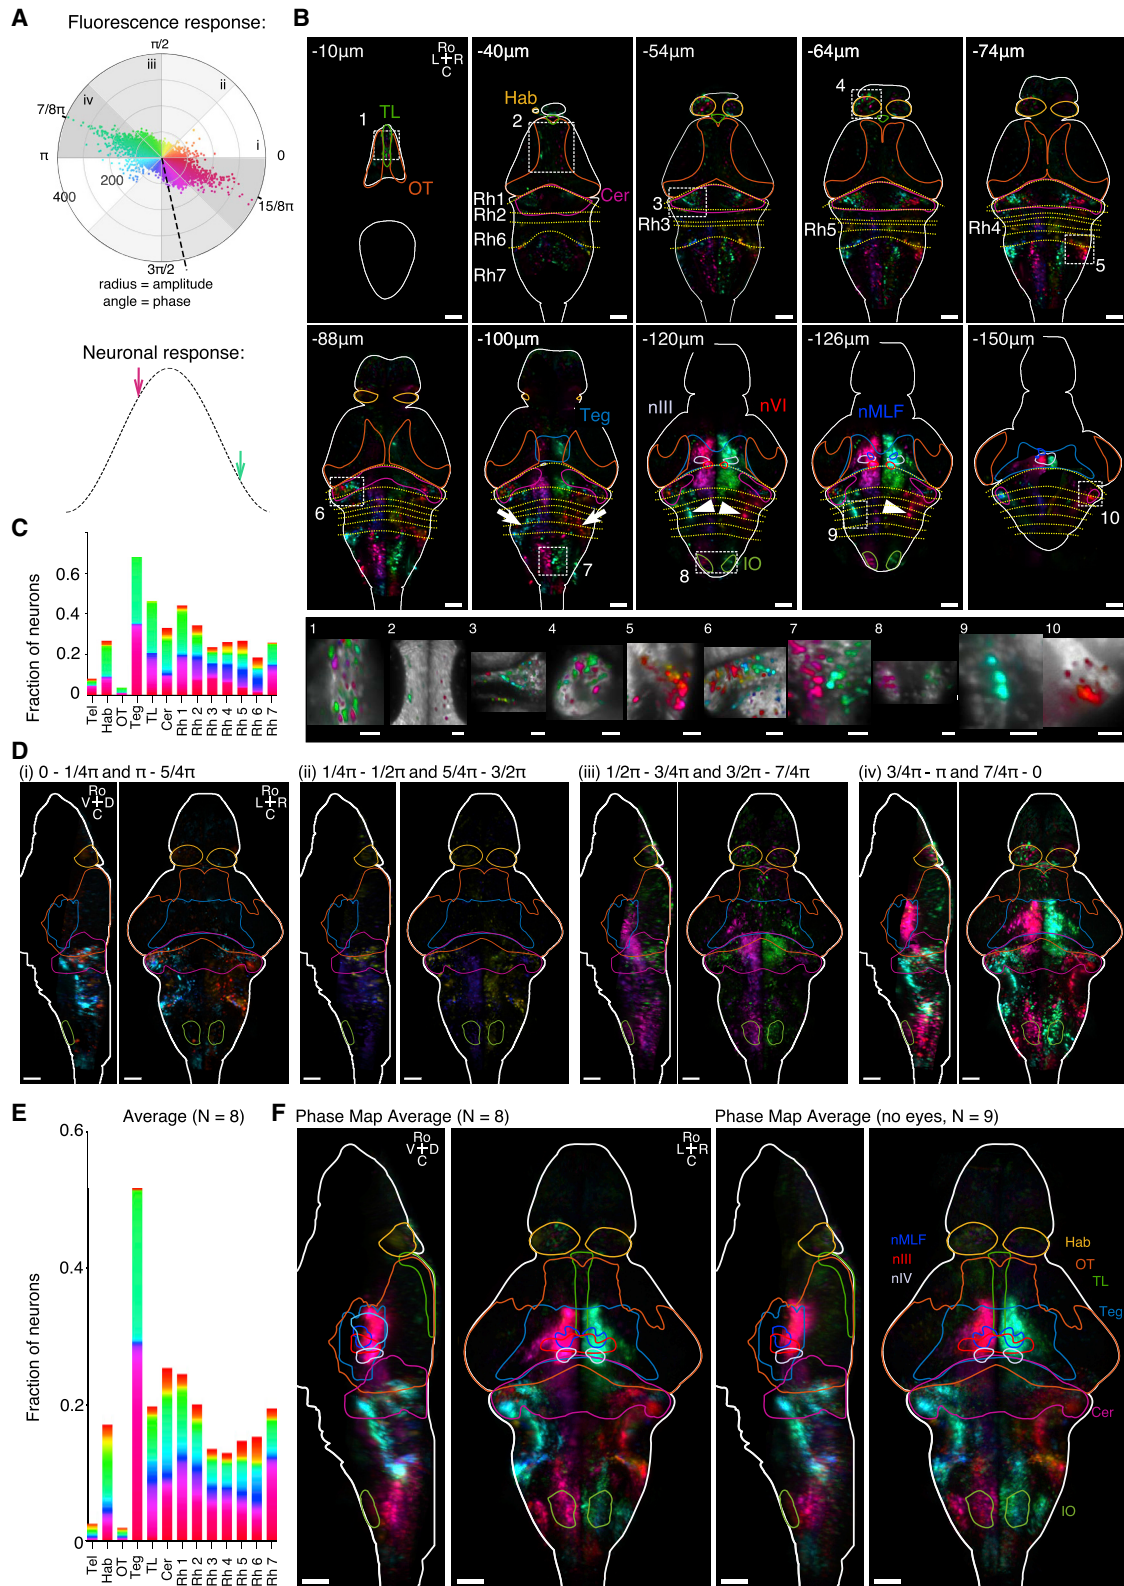 A
Fluorescence response:
π/2
iii
ii
iv
7/8π
i
π
0
200
400
15/8π
3π/2
radius = amplitude
angle = phase
Neuronal response:
B
-10μm
Ro
L R
C
1
TL
OT
-40μm
Hab
2
Cer
Rh1
Rh2
Rh6
Rh7
-54μm
3
Rh3
-64μm
4
Rh5
-74μm
Rh4
5
-88μm
6
-100μm
Teg
7
-120μm
nIII
nVI
8
IO
-126μm
nMLF
9
-150μm
10
1 2 3 4 5 6 7 8 9 10
C
Fraction of neurons
0.6
0.4
0.2
0
Tel Hab OT Teg TL Cer Rh 1 Rh 2 Rh 3 Rh 4 Rh 5 Rh 6 Rh 7
D
(i) 0 - 1/4π and π - 5/4π
Ro
V D
C
Ro
L R
C
(ii) 1/4π - 1/2π and 5/4π - 3/2π
(iii) 1/2π - 3/4π and 3/2π - 7/4π
(iv) 3/4π - π and 7/4π - 0
E
Average (N = 8)
Fraction of neurons
0.6
0.4
0.2
0
Tel Hab OT Teg TL Cer Rh 1 Rh 2 Rh 3 Rh 4 Rh 5 Rh 6 Rh 7
F
Phase Map Average (N = 8)
Ro
V D
C
Ro
L R
C
Phase Map Average (no eyes, N = 9)
nMLF
nIII
nIV
Hab
OT
TL
Teg
Cer
IO